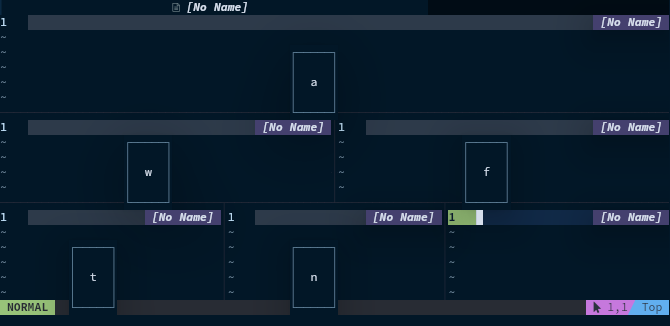 [No Name]
1 [No Name]
~
~
~
a
~
~
1 [No Name] 1 [No Name]
~ ~
~ ~
w f
~ ~
~ ~
1 [No Name] 1 [No Name] 1 [No Name]
~ ~ ~
~ ~ ~
~ ~ ~
t n
~ ~ ~
~ ~ ~
NORMAL 1,1 Top